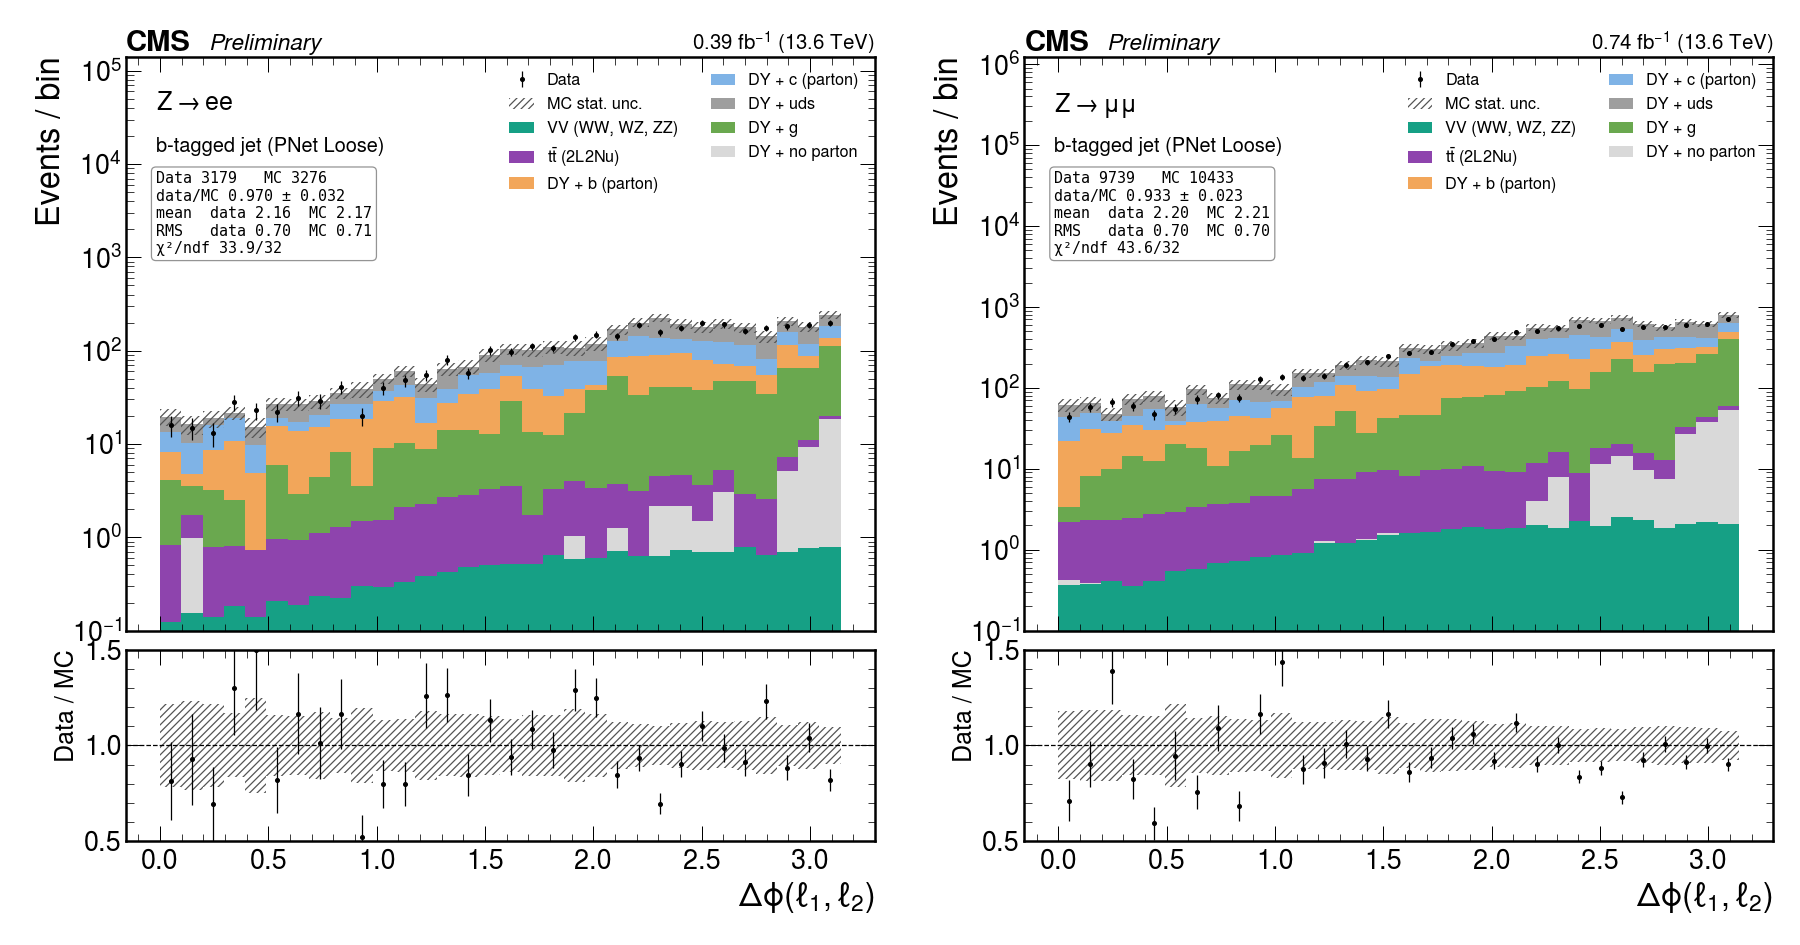 CMS Preliminary 0.39 fb⁻¹ (13.6 TeV)
Events / bin
10⁵
10⁴
10³
10²
10¹
10⁰
10⁻¹
Z → ee
b-tagged jet (PNet Loose)
Data 3179 MC 3276
data/MC 0.970 ± 0.032
mean data 2.16 MC 2.17
RMS data 0.70 MC 0.71
χ²/ndf 33.9/32
Data
MC stat. unc.
VV (WW, WZ, ZZ)
tt̄ (2L2Nu)
DY + b (parton)
DY + c (parton)
DY + uds
DY + g
DY + no parton
Data / MC
1.5
1.0
0.5
0.0 0.5 1.0 1.5 2.0 2.5 3.0
Δϕ(ℓ₁, ℓ₂)
CMS Preliminary 0.74 fb⁻¹ (13.6 TeV)
Events / bin
10⁶
10⁵
10⁴
10³
10²
10¹
10⁰
10⁻¹
Z → μμ
b-tagged jet (PNet Loose)
Data 9739 MC 10433
data/MC 0.933 ± 0.023
mean data 2.20 MC 2.21
RMS data 0.70 MC 0.70
χ²/ndf 43.6/32
Data
MC stat. unc.
VV (WW, WZ, ZZ)
tt̄ (2L2Nu)
DY + b (parton)
DY + c (parton)
DY + uds
DY + g
DY + no parton
Data / MC
1.5
1.0
0.5
0.0 0.5 1.0 1.5 2.0 2.5 3.0
Δϕ(ℓ₁, ℓ₂)